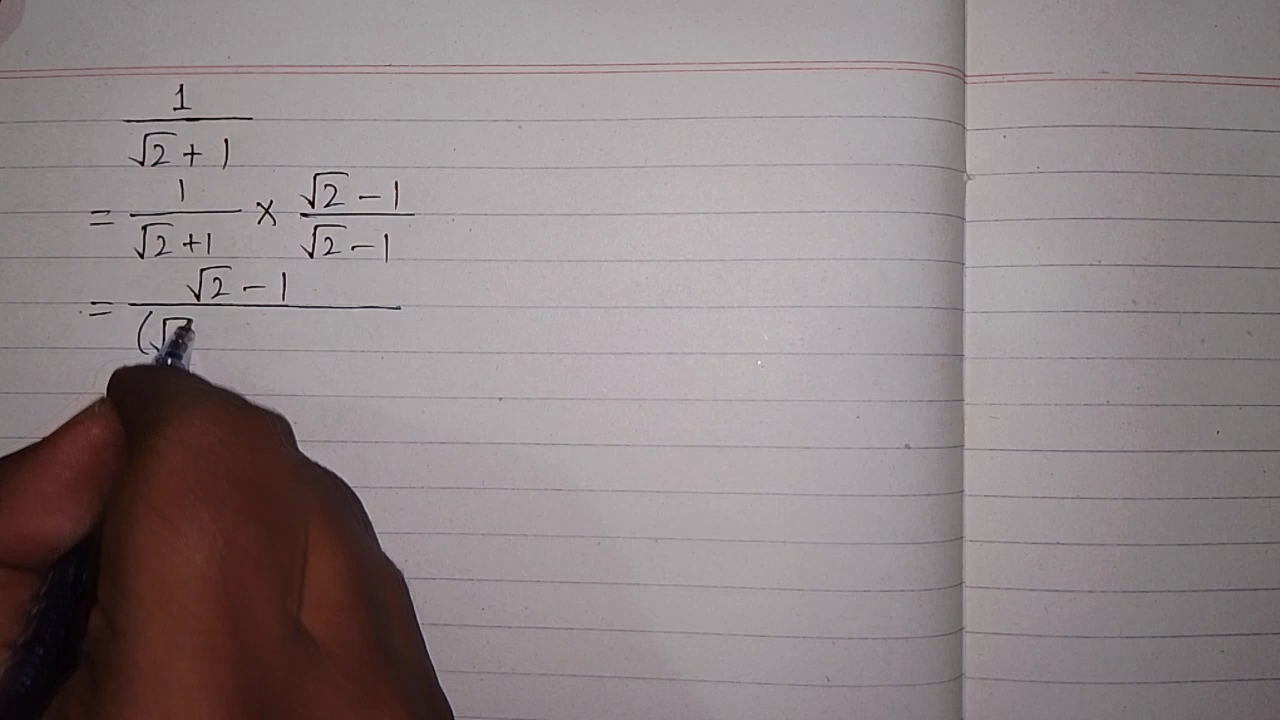 1 / (√2 + 1)
= 1 / (√2 + 1) × (√2 - 1) / (√2 - 1)
= (√2 - 1) / (√